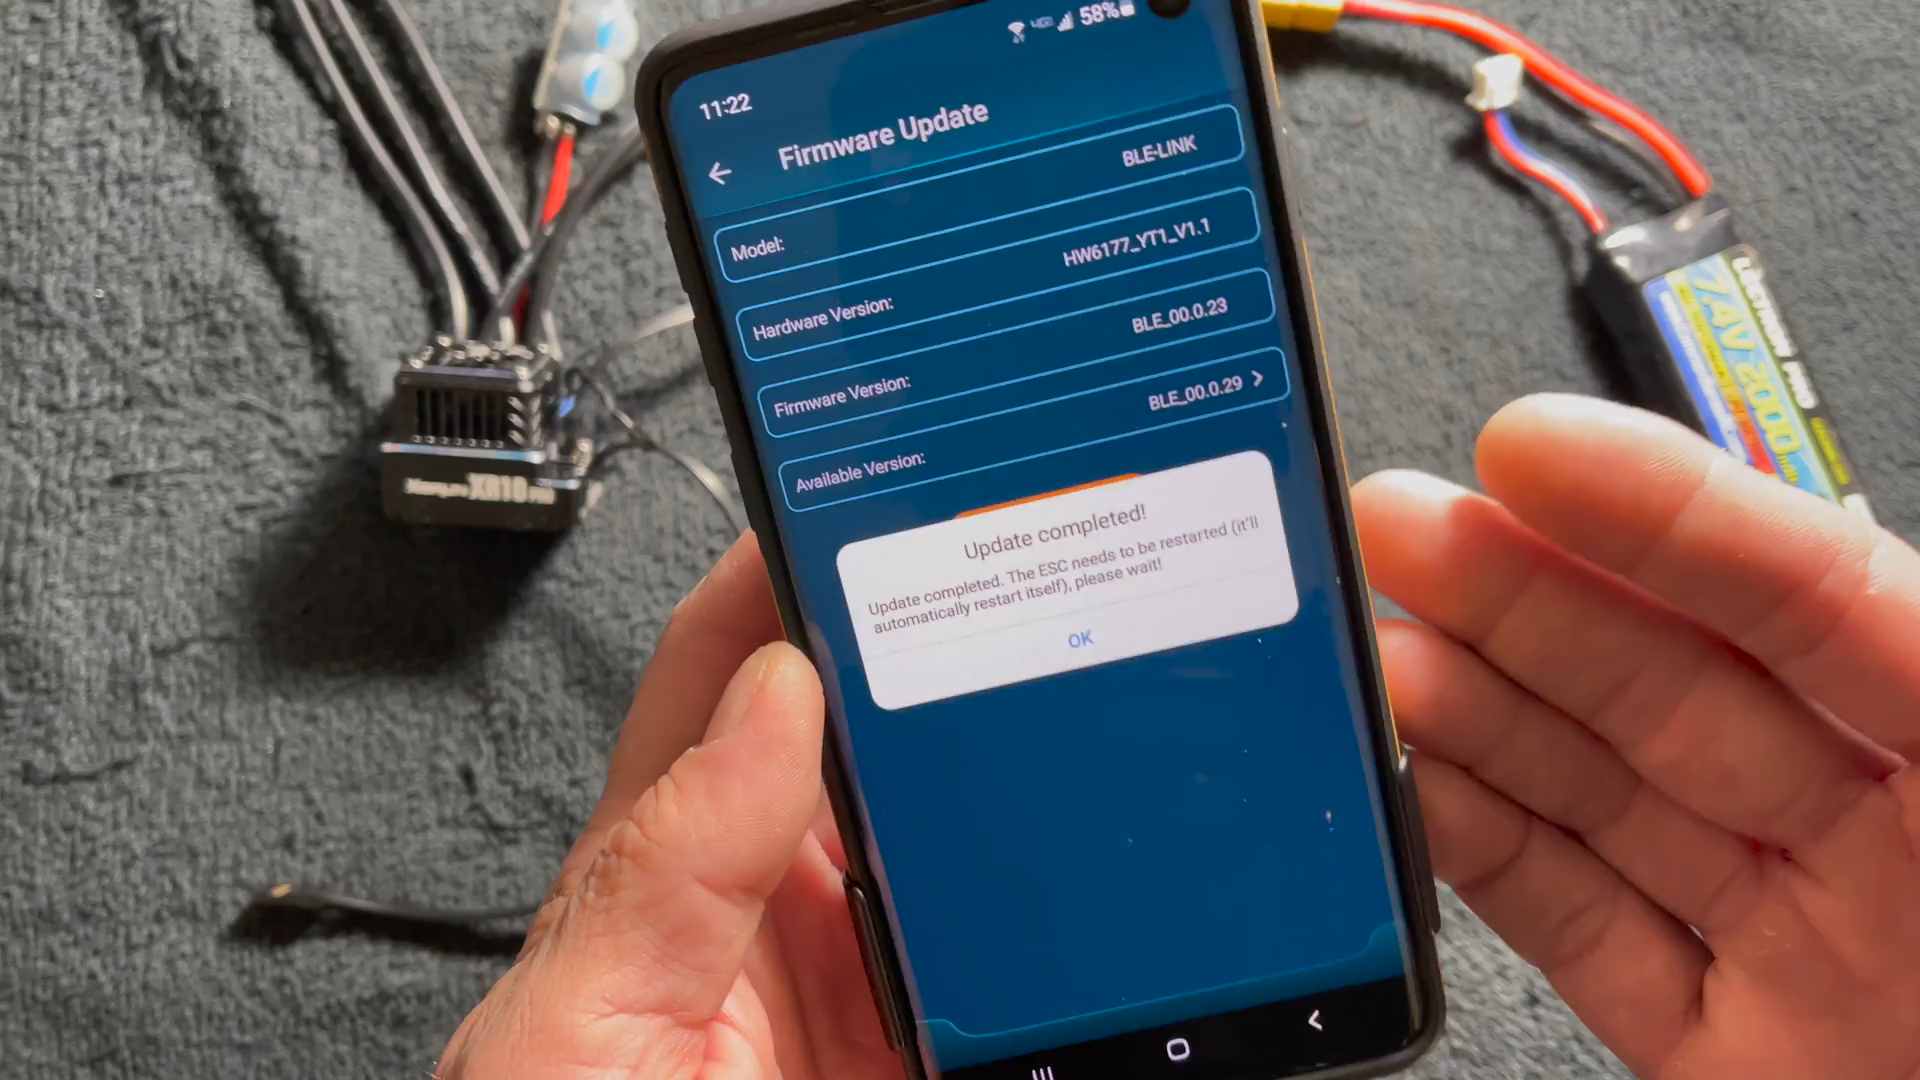 58%
11:22
Firmware Update
Model:
BLE-LINK
Hardware Version:
HW6177_YT1_V1.1
Firmware Version:
BLE_00.0.23
Available Version:
BLE_00.0.29 >
Update completed!
Update completed. The ESC needs to be restarted (it'll
automatically restart itself), please wait!
OK
XR10
7.4V 2000